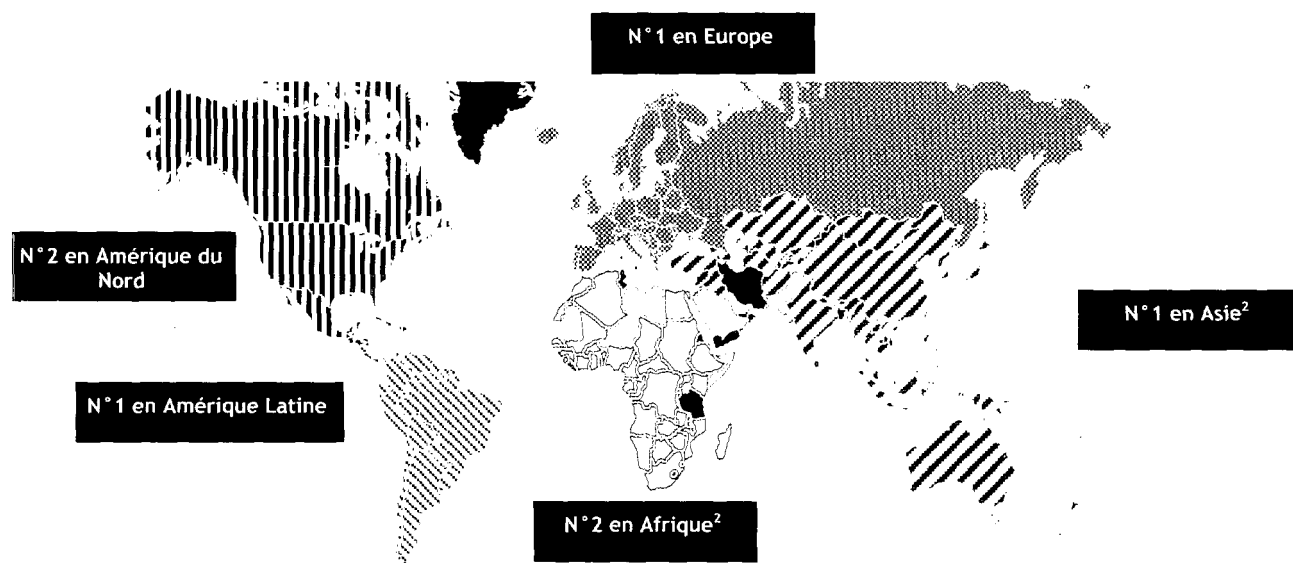 N°1 en Europe
N°2 en Amérique du
Nord
N°1 en Asie²
N°1 en Amérique Latine
N°2 en Afrique²